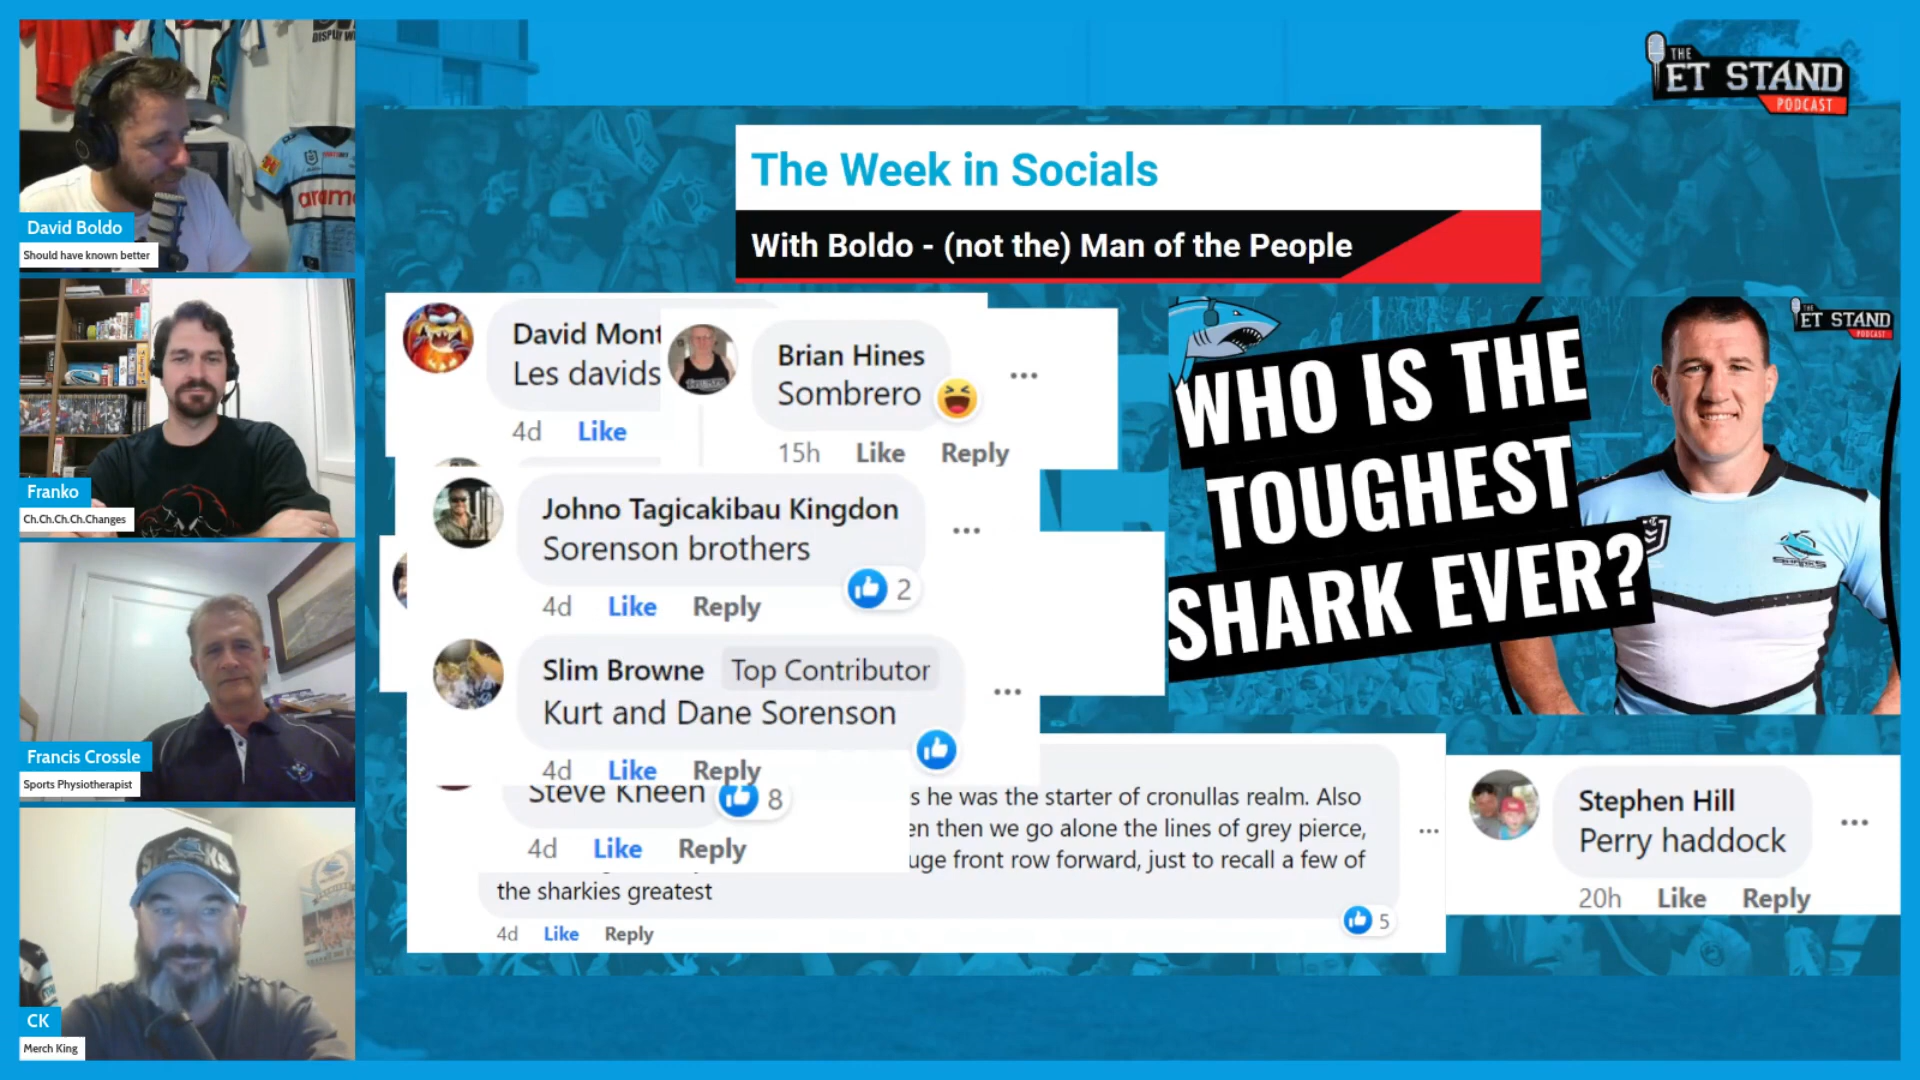 DISPLAY
aram
David Boldo
Should have known better
Franko
Ch.Ch.Ch.Ch.Changes
Francis Crossle
Sports Physiotherapist
CK
Merch King
THE
ET STAND
PODCAST
The Week in Socials
With Boldo - (not the) Man of the People
David Mont
Les davids
4d Like
Brian Hines
Sombrero
15h Like Reply
Johno Tagicakibau Kingdon
Sorenson brothers
2
4d Like Reply
Slim Browne Top Contributor
Kurt and Dane Sorenson
4d Like Reply
Steve Kneen
8
4d Like Reply
s he was the starter of cronullas realm. Also
en then we go alone the lines of grey pierce,
uge front row forward, just to recall a few of
the sharkies greatest
5
4d Like Reply
THE
ET STAND
PODCAST
WHO IS THE
TOUGHEST
SHARK EVER?
SHARKS
Stephen Hill
Perry haddock
20h Like Reply